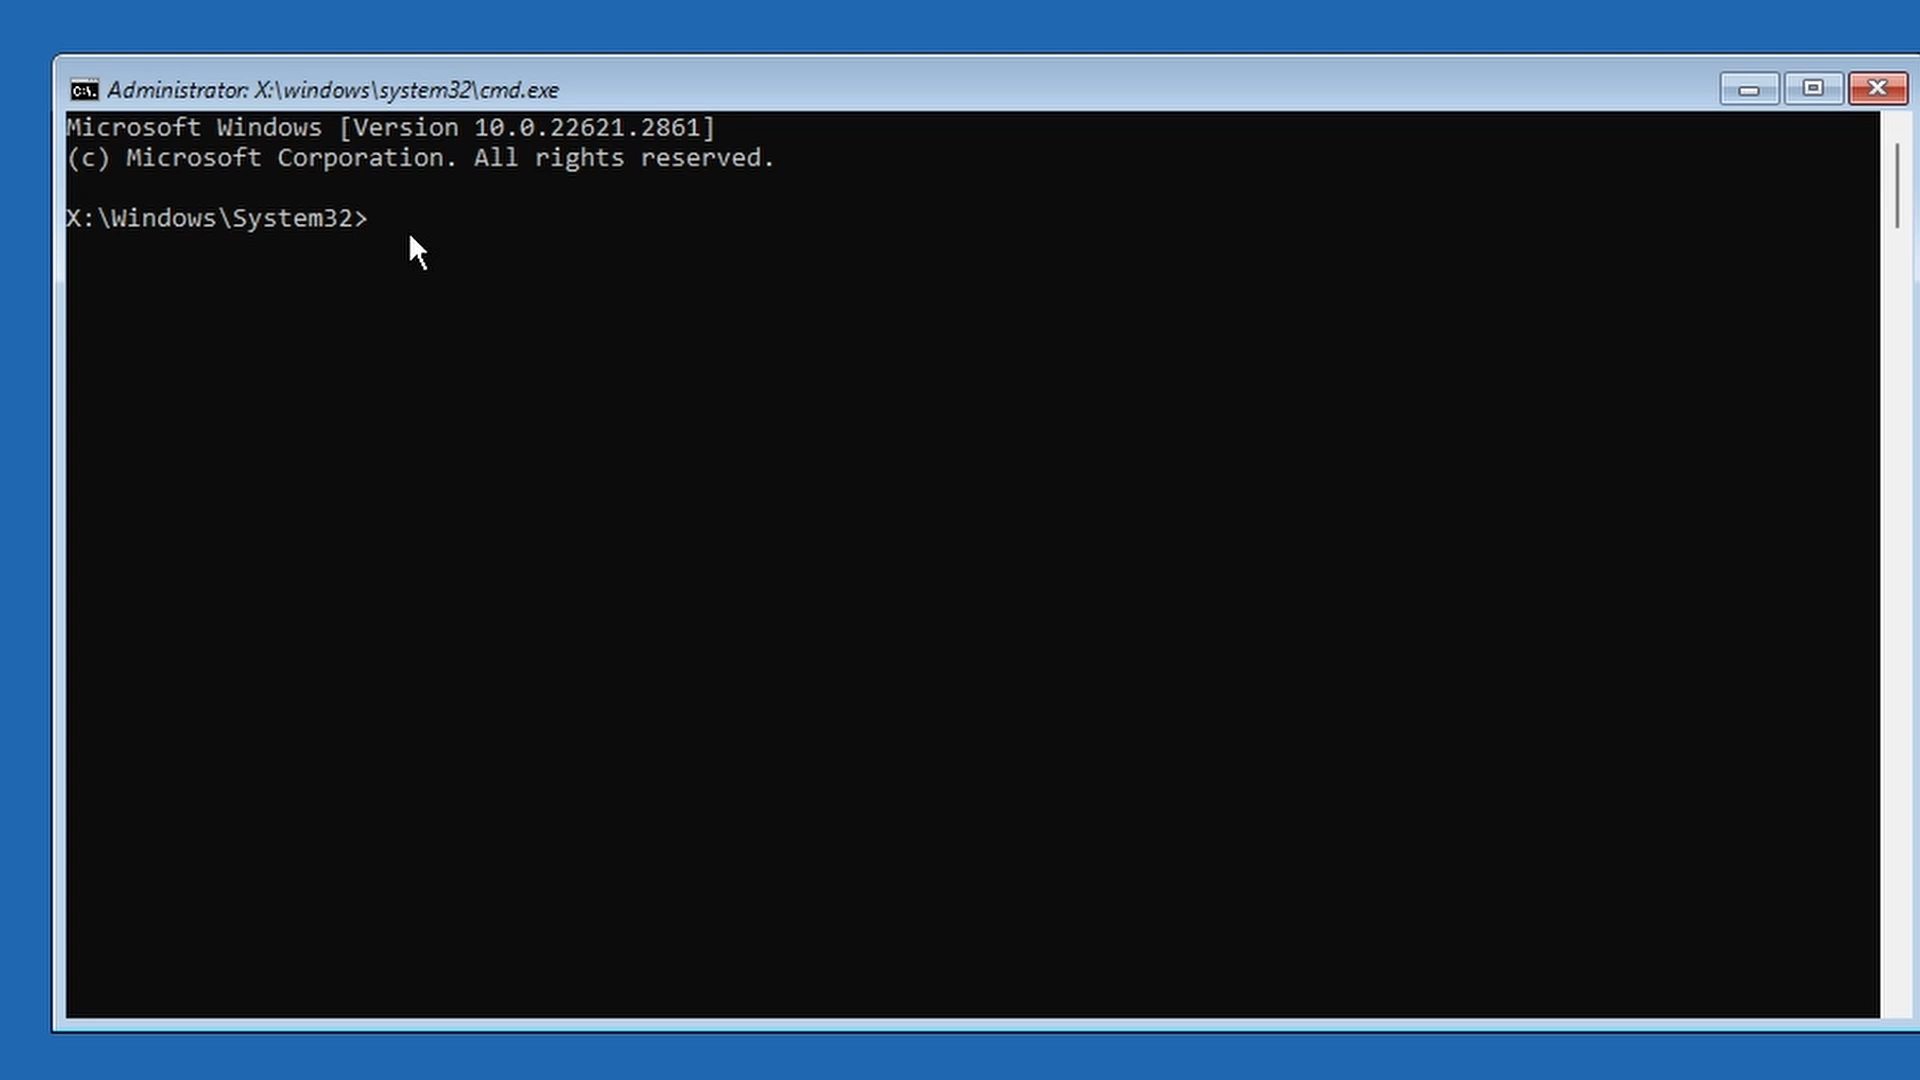 Administrator: X:\windows\system32\cmd.exe
Microsoft Windows [Version 10.0.22621.2861]
(c) Microsoft Corporation. All rights reserved.
X:\Windows\System32>